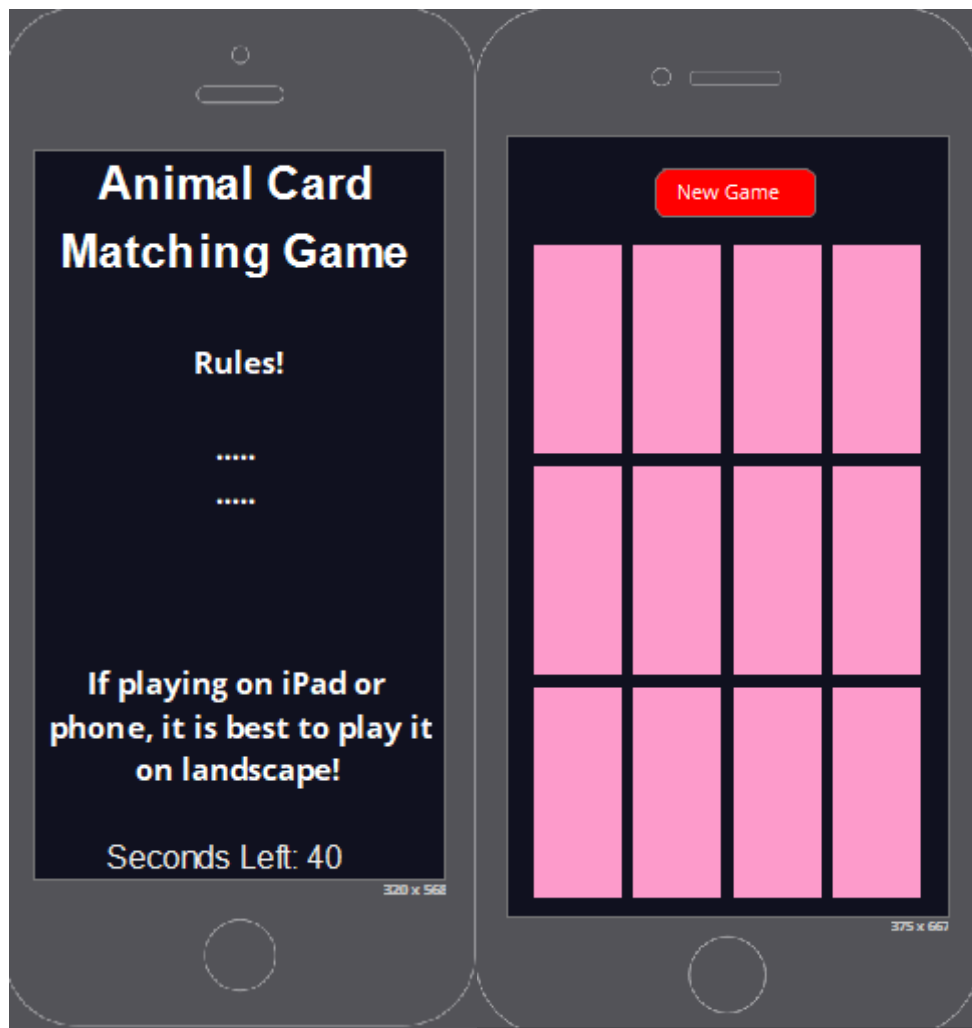 Animal Card
Matching Game
Rules!
.....
.....
If playing on iPad or
phone, it is best to play it
on landscape!
Seconds Left: 40
320 x 568
New Game
375 x 667